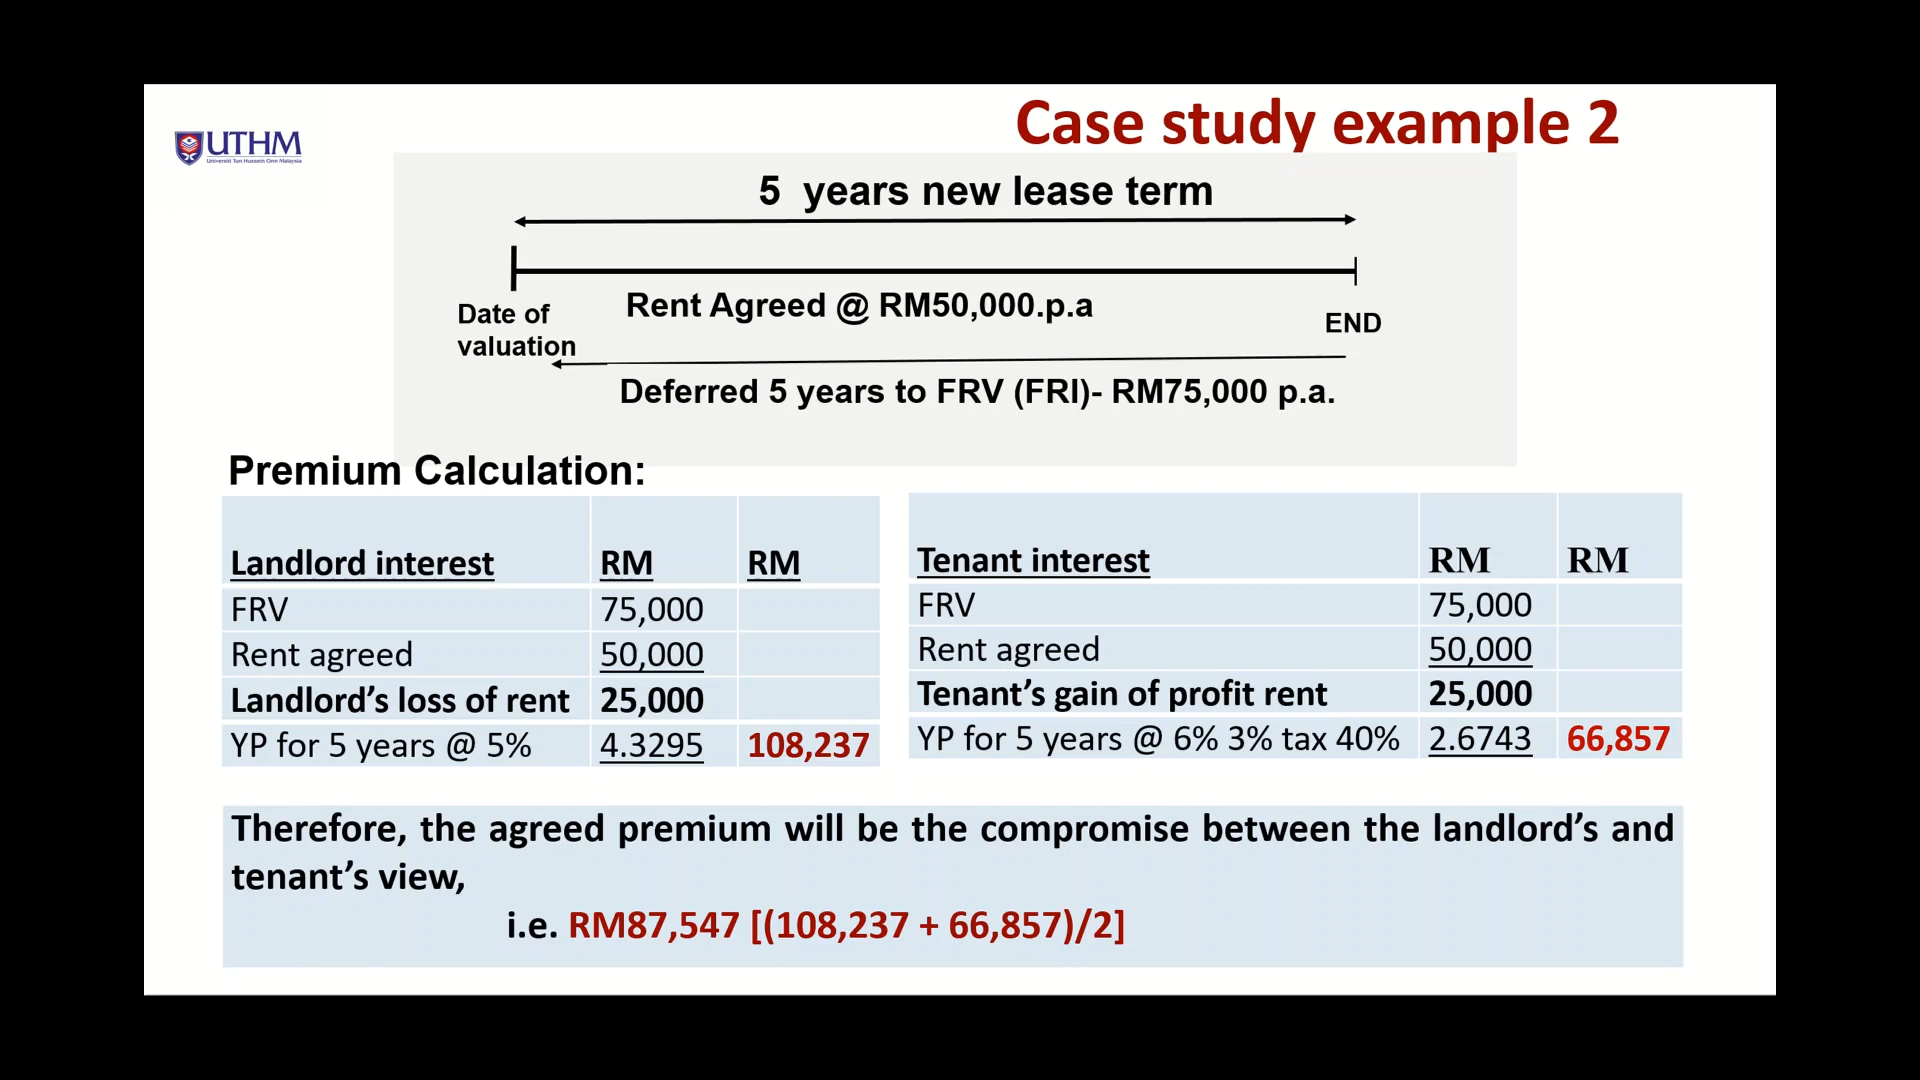 Case study example 2
UTHM
Universiti Tun Hussein Onn Malaysia
5 years new lease term
Rent Agreed @ RM50,000.p.a
Date of
valuation
END
Deferred 5 years to FRV (FRI)- RM75,000 p.a.
Premium Calculation:
Landlord interest RM RM
FRV 75,000
Rent agreed 50,000
Landlord’s loss of rent 25,000
YP for 5 years @ 5% 4.3295 108,237
Tenant interest RM RM
FRV 75,000
Rent agreed 50,000
Tenant’s gain of profit rent 25,000
YP for 5 years @ 6% 3% tax 40% 2.6743 66,857
Therefore, the agreed premium will be the compromise between the landlord’s and
tenant’s view,
i.e. RM87,547 [(108,237 + 66,857)/2]